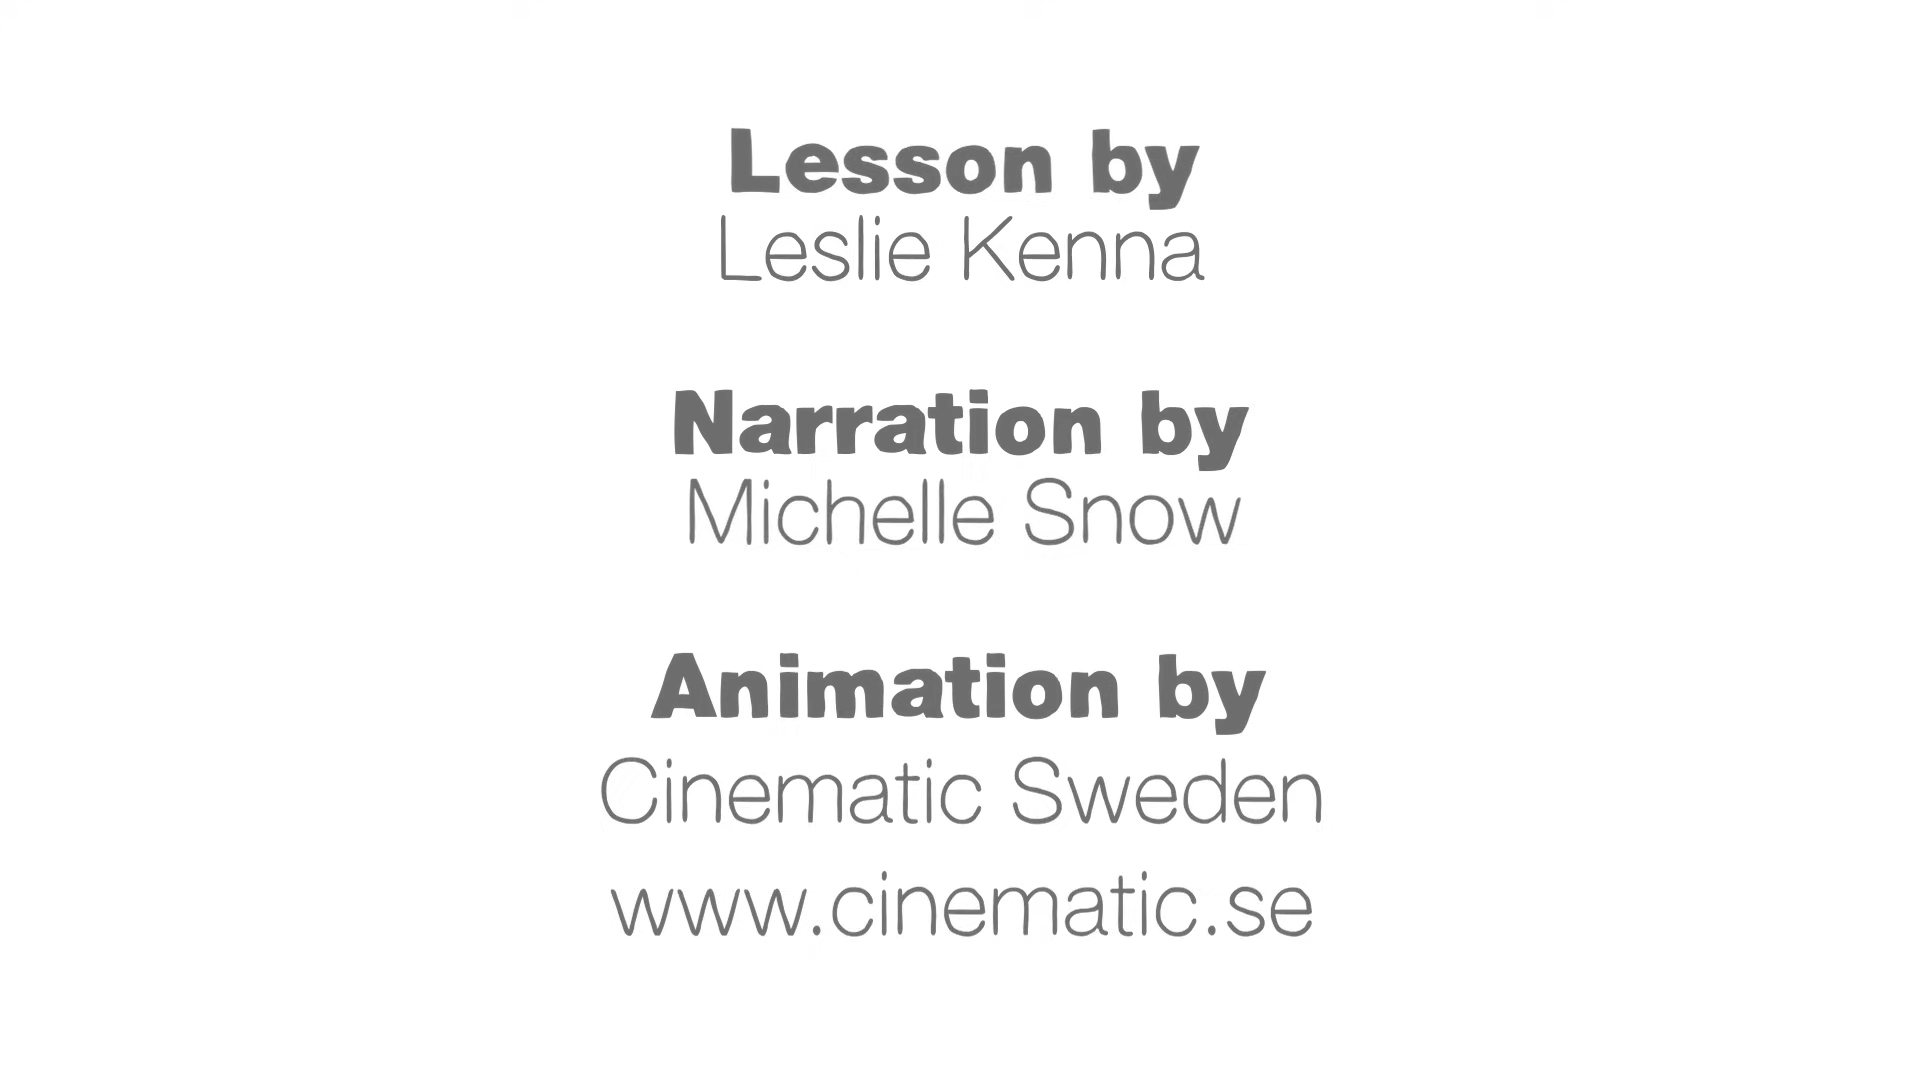 Lesson by
Leslie Kenna
Narration by
Michelle Snow
Animation by
Cinematic Sweden
www.cinematic.se